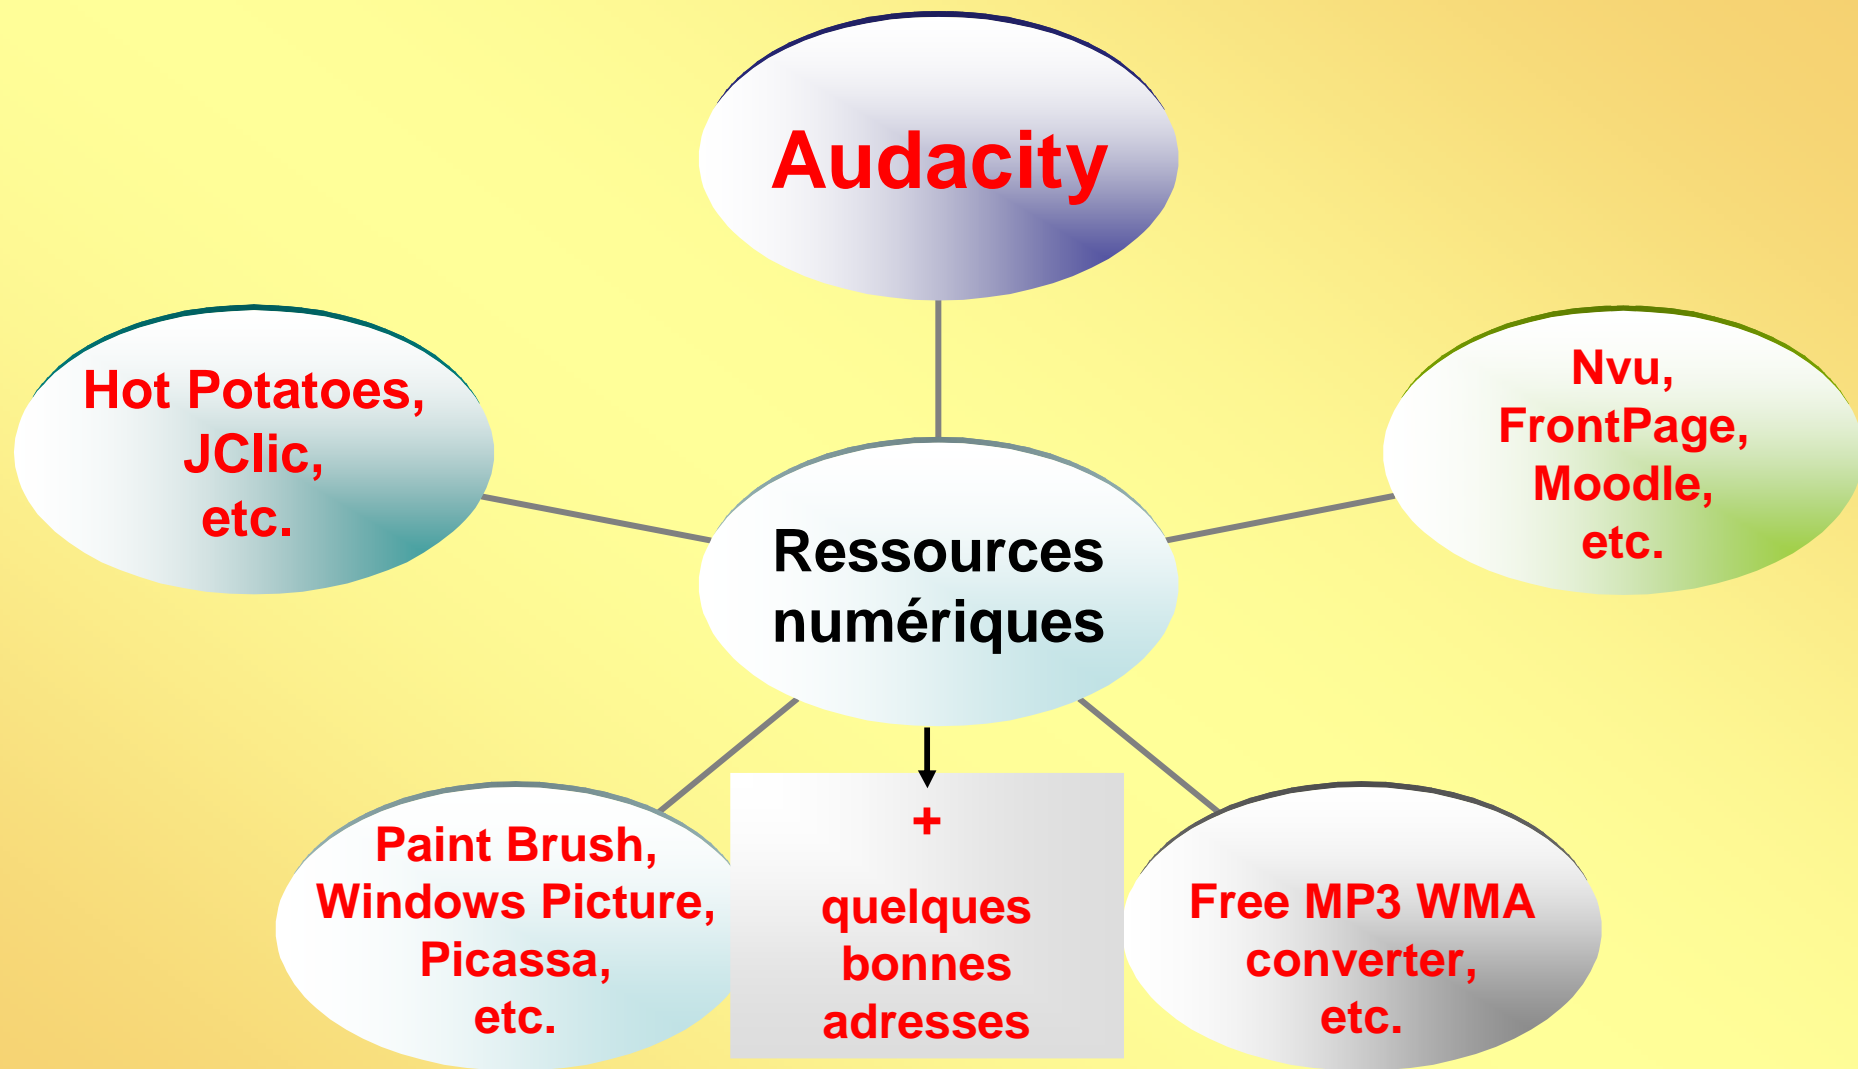 Audacity
Hot Potatoes,
JClic,
etc.
Nvu,
FrontPage,
Moodle,
etc.
Ressources
numériques
Paint Brush,
Windows Picture,
Picassa,
etc.
+
quelques
bonnes
adresses
Free MP3 WMA
converter,
etc.